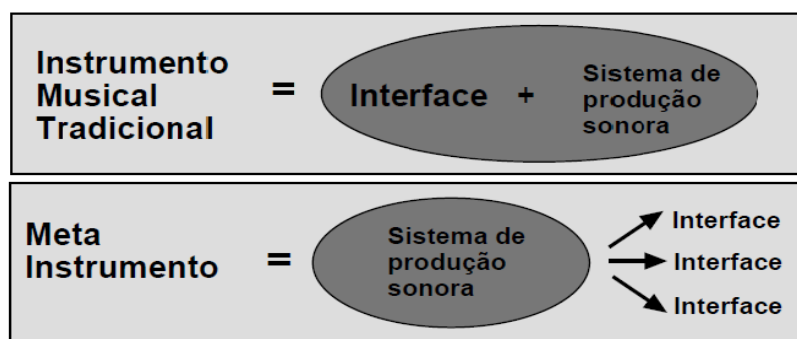 Instrumento
Musical
Tradicional
=
Interface +
Sistema de
produção
sonora
Meta
Instrumento
=
Sistema de
produção
sonora
Interface
Interface
Interface